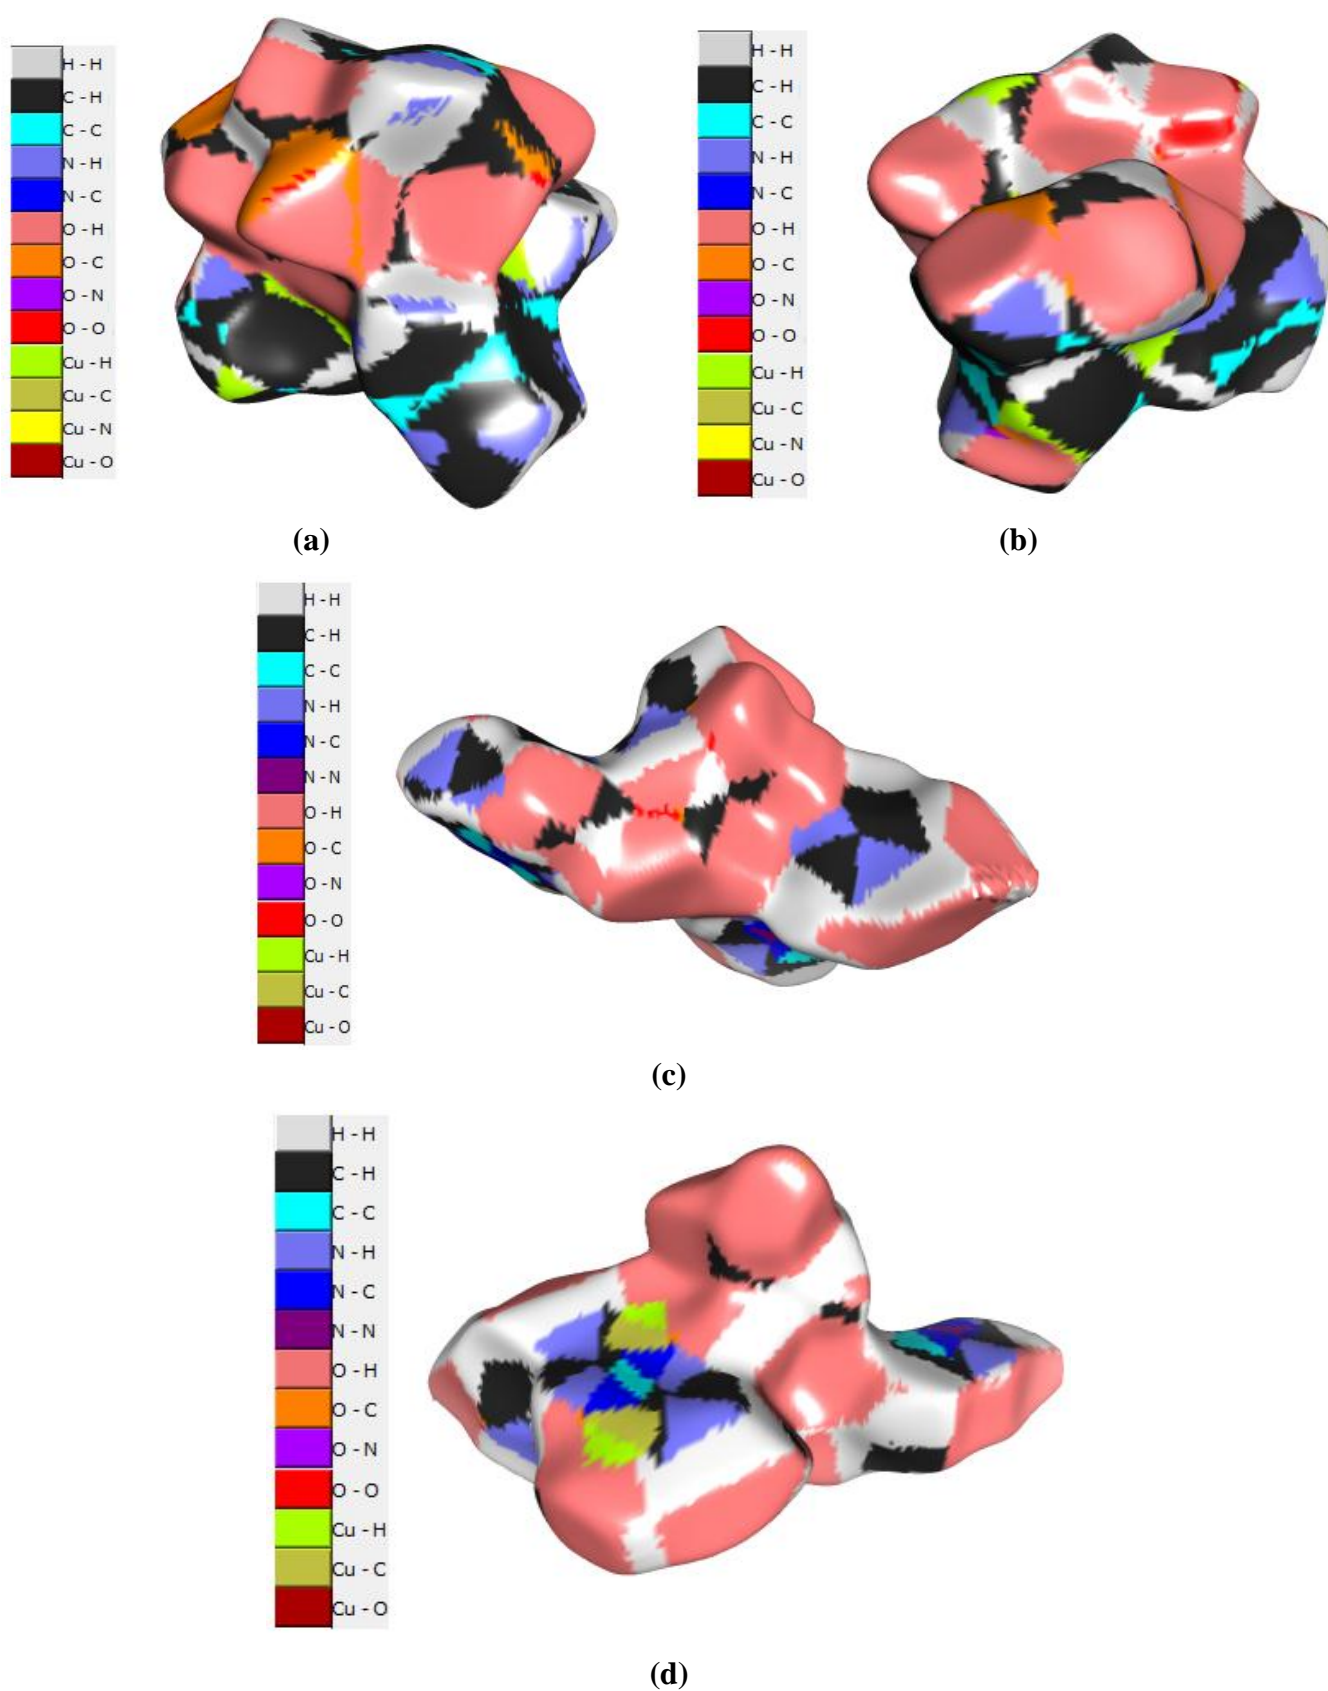 H - H
C - H
C - C
N - H
N - C
O - H
O - C
O - N
O - O
Cu - H
Cu - C
Cu - N
Cu - O
(a)
H - H
C - H
C - C
N - H
N - C
O - H
O - C
O - N
O - O
Cu - H
Cu - C
Cu - N
Cu - O
(b)
H - H
C - H
C - C
N - H
N - C
N - N
O - H
O - C
O - N
O - O
Cu - H
Cu - C
Cu - O
(c)
H - H
C - H
C - C
N - H
N - C
N - N
O - H
O - C
O - N
O - O
Cu - H
Cu - C
Cu - O
(d)